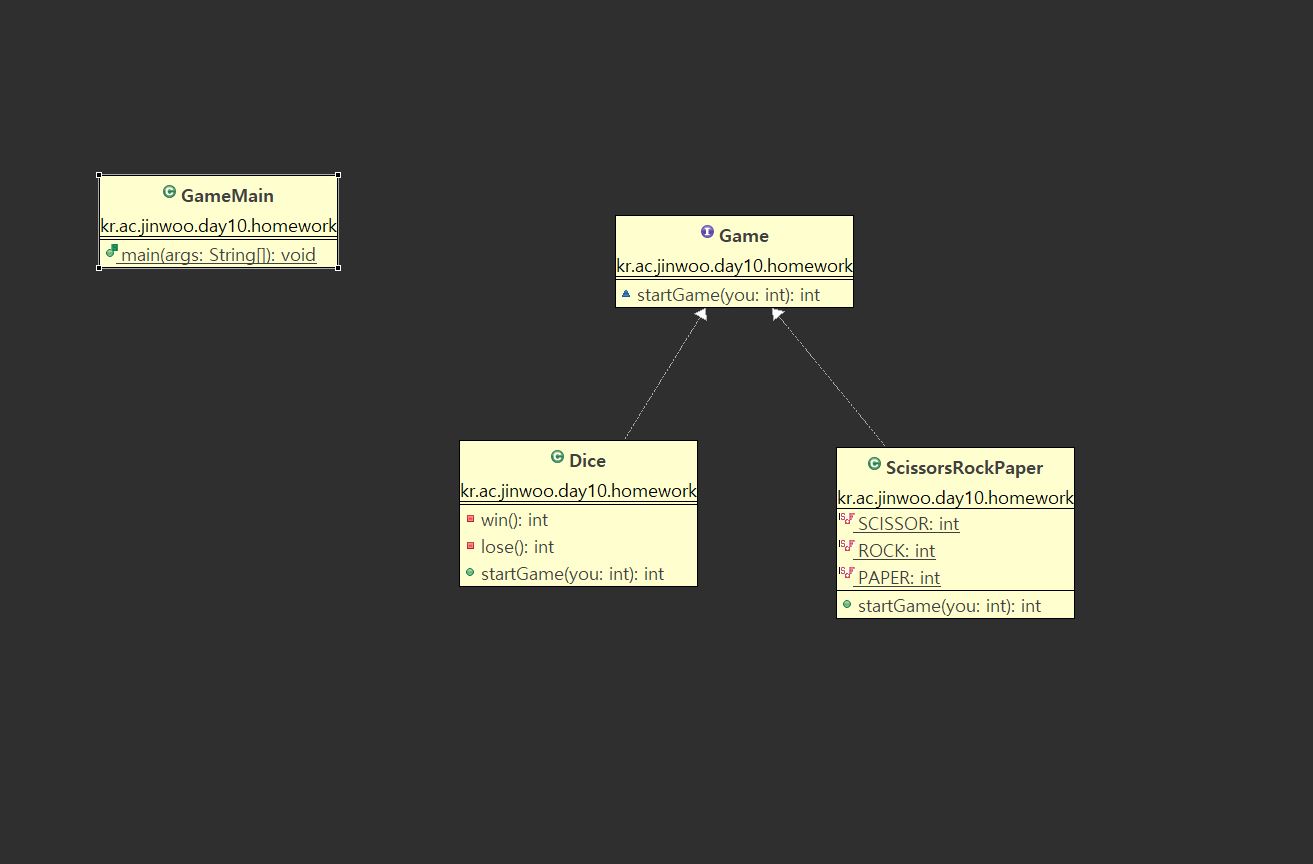 GameMain
kr.ac.jinwoo.day10.homework
main(args: String[]): void
Game
kr.ac.jinwoo.day10.homework
startGame(you: int): int
Dice
kr.ac.jinwoo.day10.homework
win(): int
lose(): int
startGame(you: int): int
ScissorsRockPaper
kr.ac.jinwoo.day10.homework
SCISSOR: int
ROCK: int
PAPER: int
startGame(you: int): int